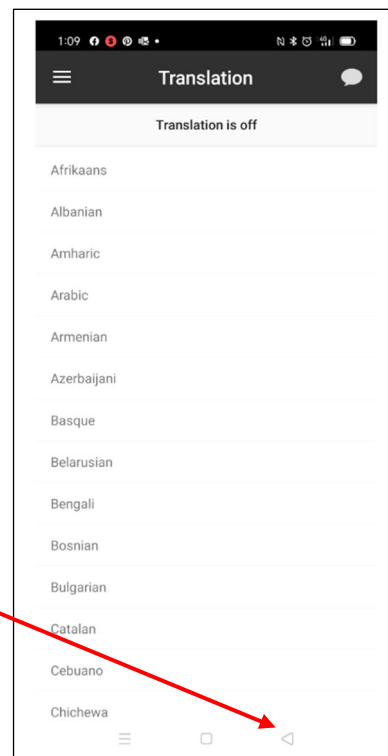 1:09
Translation
Translation is off
Afrikaans
Albanian
Amharic
Arabic
Armenian
Azerbaijani
Basque
Belarusian
Bengali
Bosnian
Bulgarian
Catalan
Cebuano
Chichewa